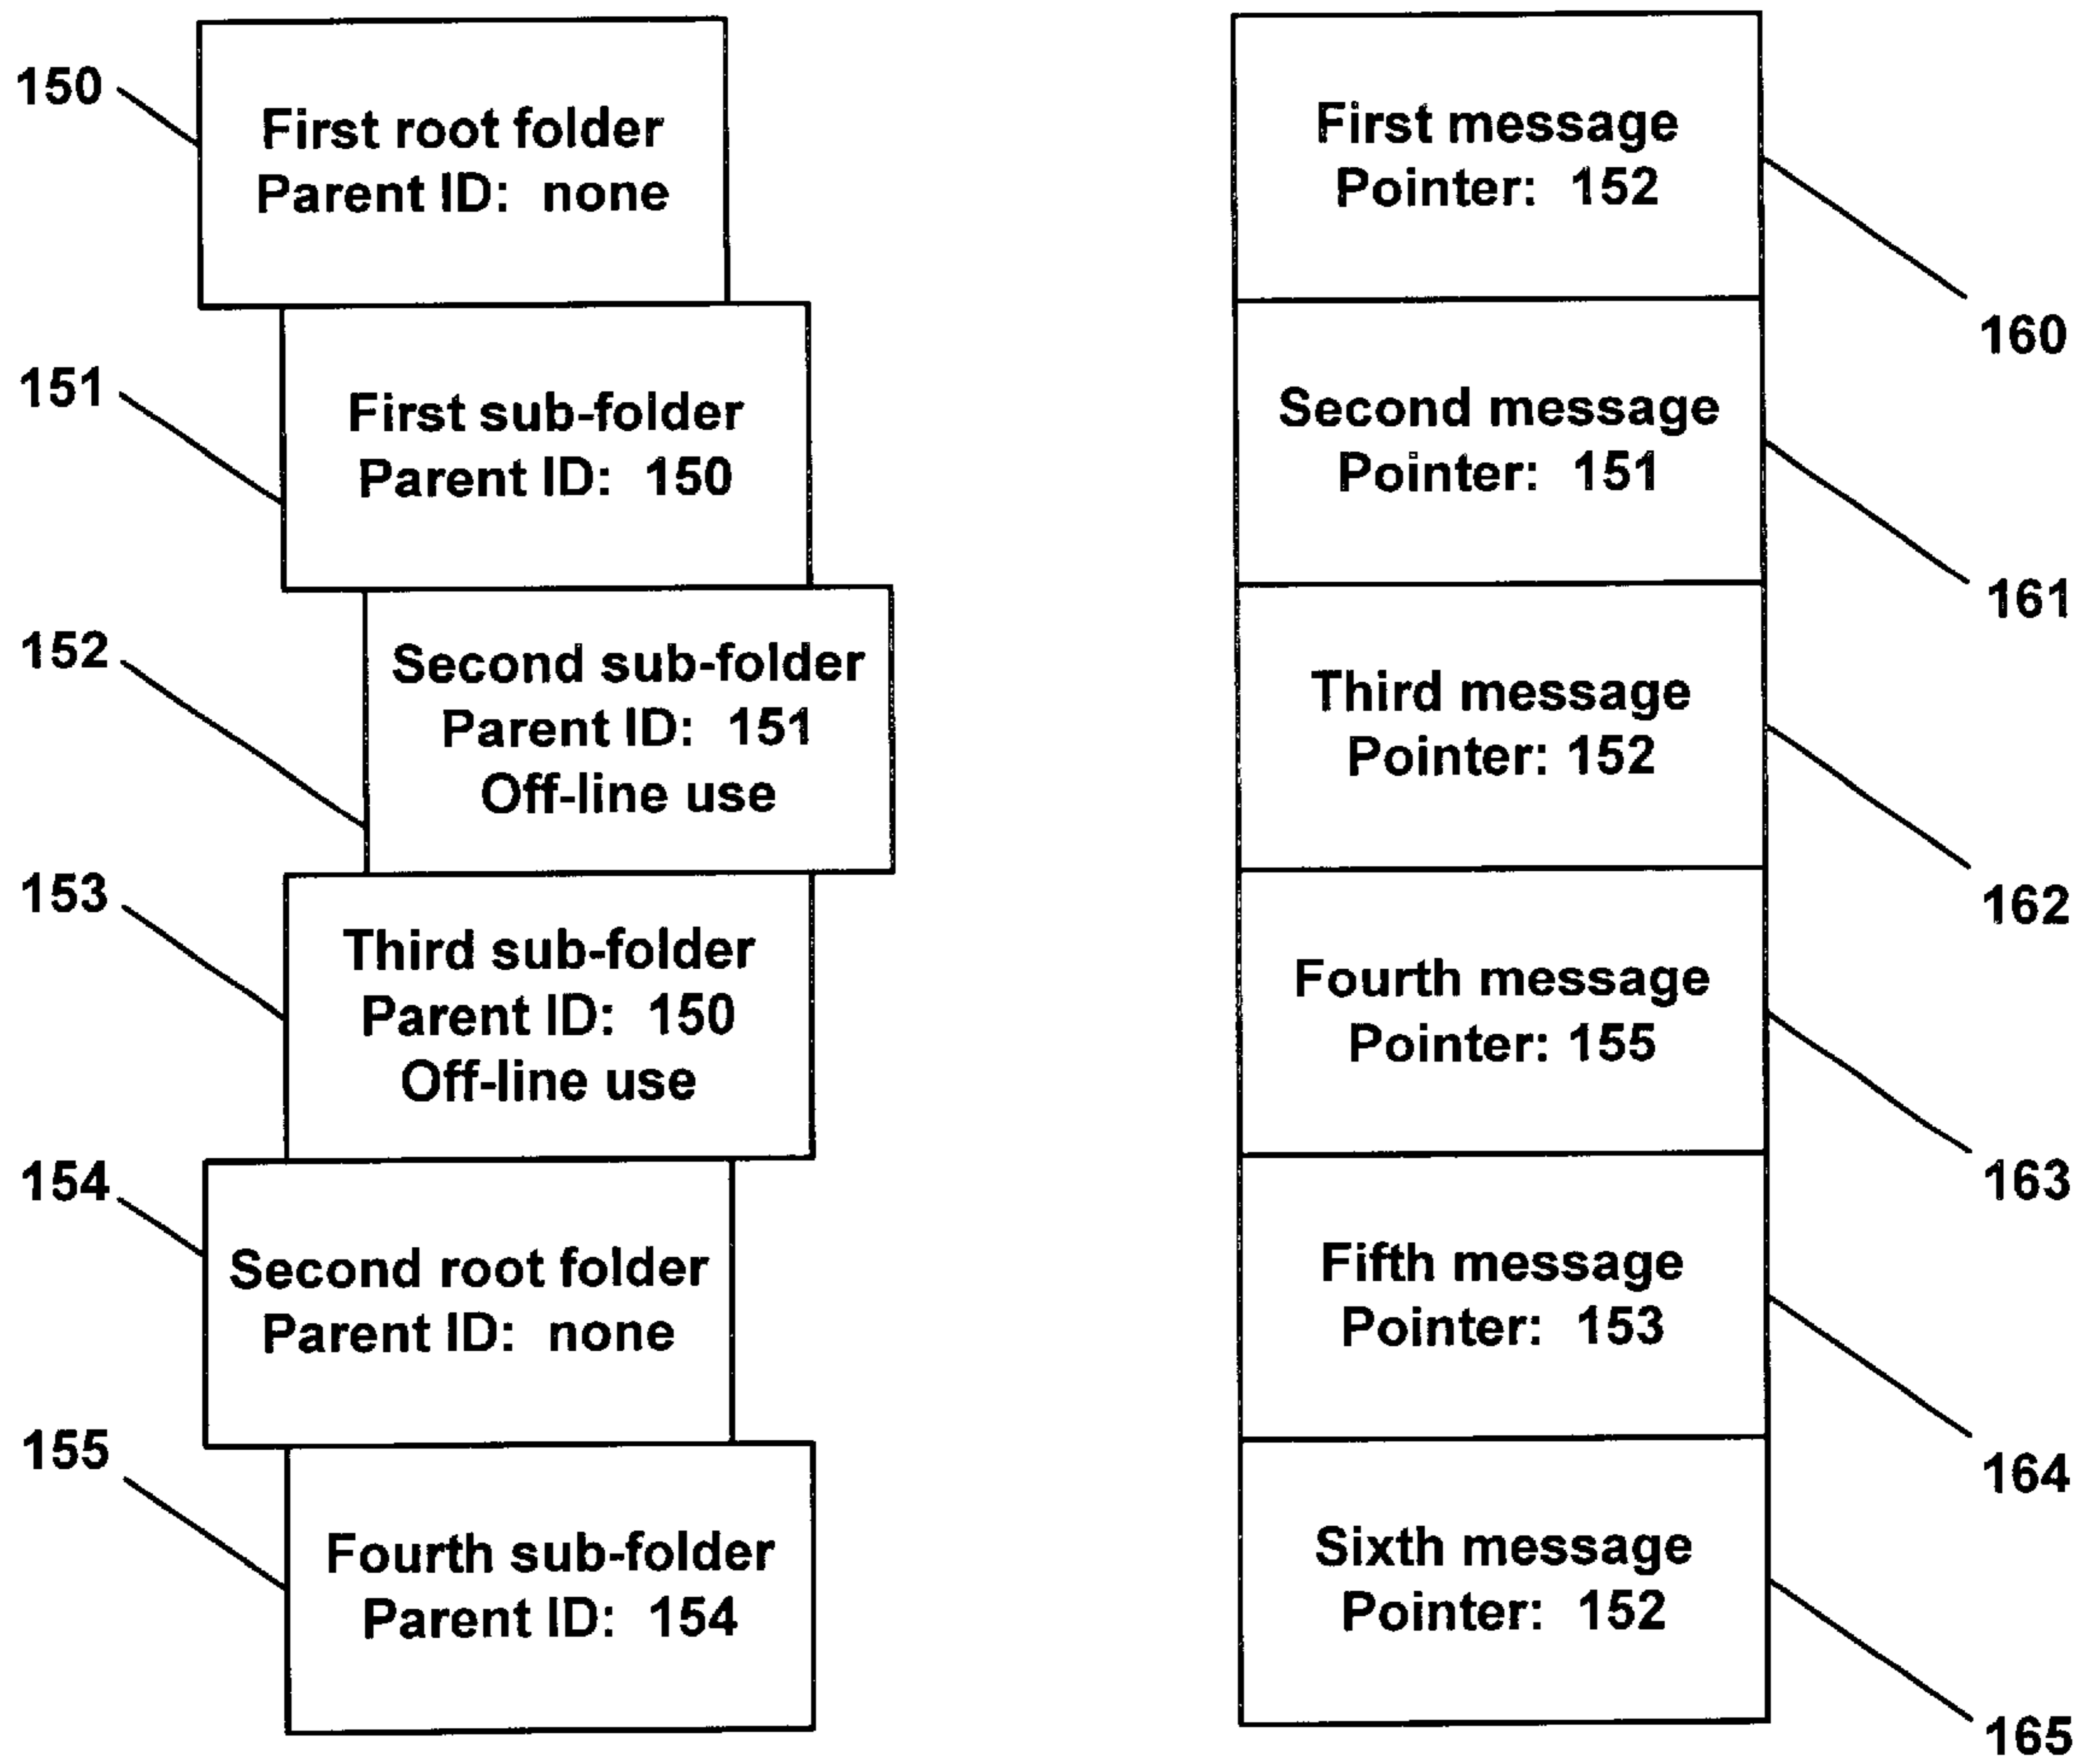 150
First root folder
Parent ID: none
151
First sub-folder
Parent ID: 150
152
Second sub-folder
Parent ID: 151
Off-line use
153
Third sub-folder
Parent ID: 150
Off-line use
154
Second root folder
Parent ID: none
155
Fourth sub-folder
Parent ID: 154
First message
Pointer: 152
160
Second message
Pointer: 151
161
Third message
Pointer: 152
162
Fourth message
Pointer: 155
163
Fifth message
Pointer: 153
164
Sixth message
Pointer: 152
165